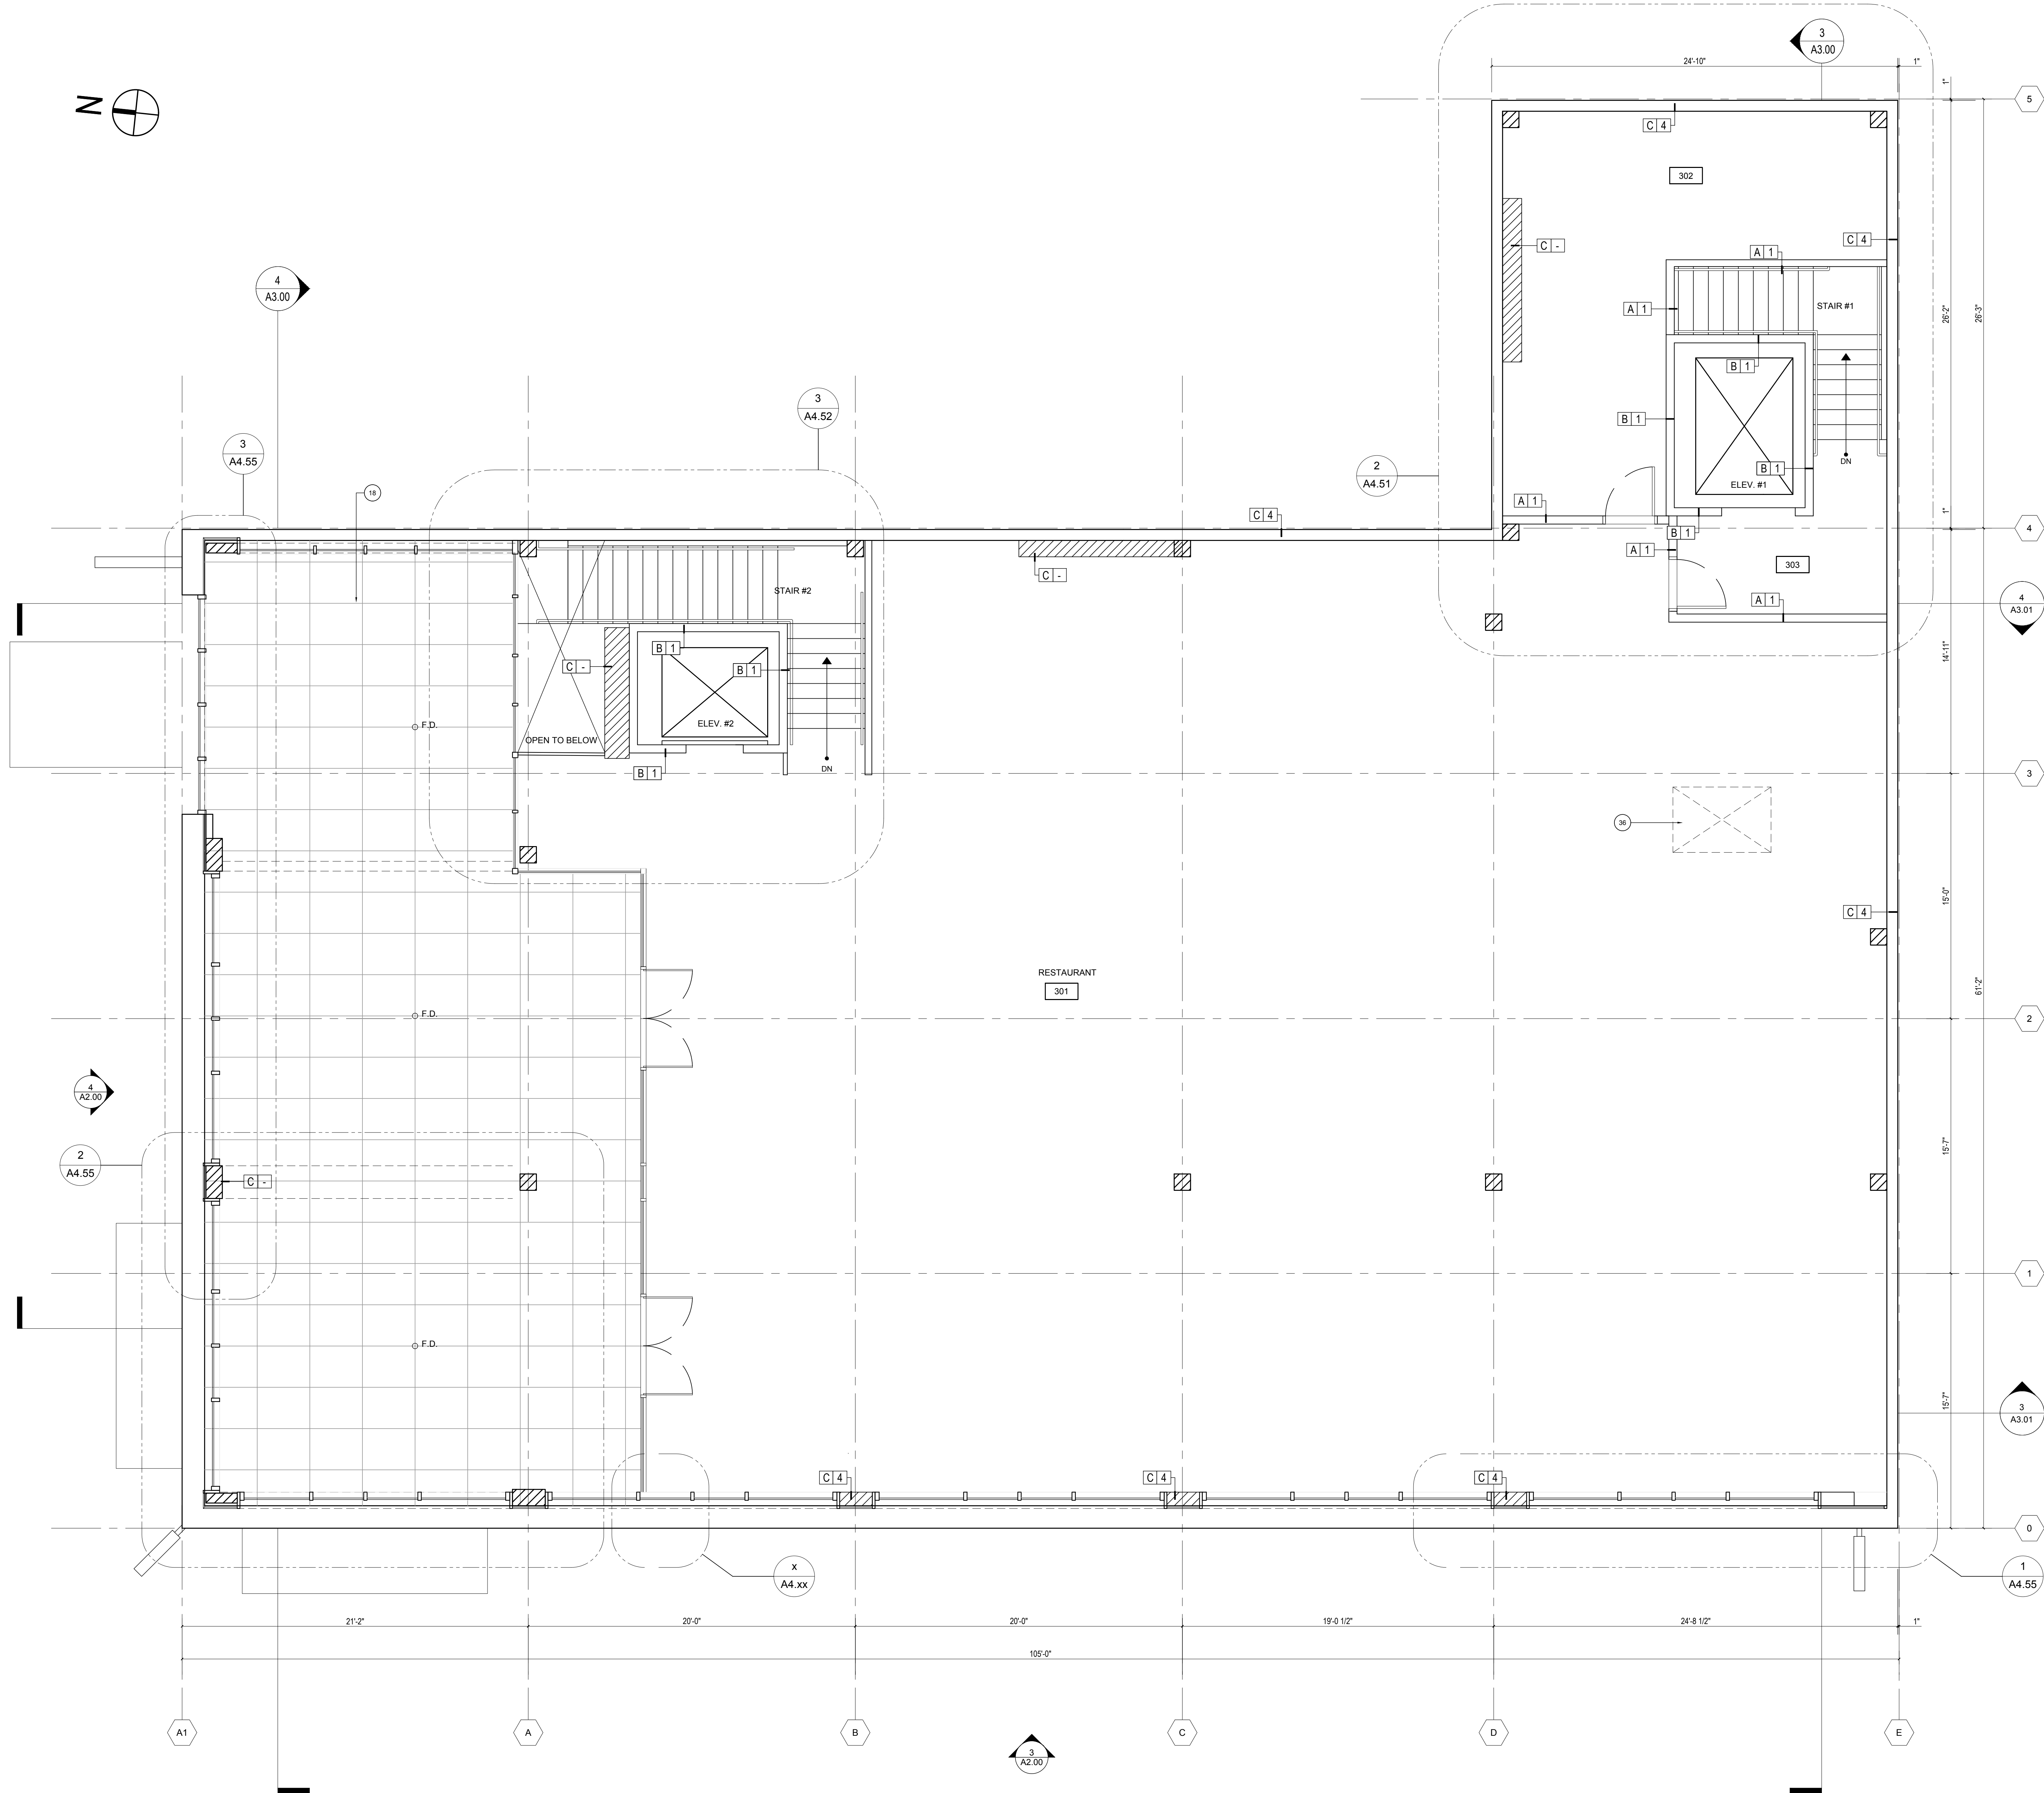 3
A3.00
24'-10"
1"
1"
5
N
C 4
302
C 4
C -
A 1
4
A3.00
A 1
STAIR #1
26'-2"
26'-3"
B 1
3
A4.52
B 1
3
A4.55
2
A4.51
B 1
DN
ELEV. #1
18
A 1
C 4
1"
4
B 1
A 1
303
C -
STAIR #2
A 1
4
A3.01
B 1
14'-11"
C -
B 1
ELEV. #2
F.D.
OPEN TO BELOW
B 1
DN
3
36
15'-0"
C 4
RESTAURANT
301
61'-2"
F.D.
2
4
A2.00
15'-7"
2
A4.55
C -
1
F.D.
15'-7"
3
A3.01
C 4
C 4
C 4
0
x
A4.xx
1
A4.55
21'-2"
20'-0"
20'-0"
19'-0 1/2"
24'-8 1/2"
1"
105'-0"
A1
A
B
C
D
E
3
A2.00